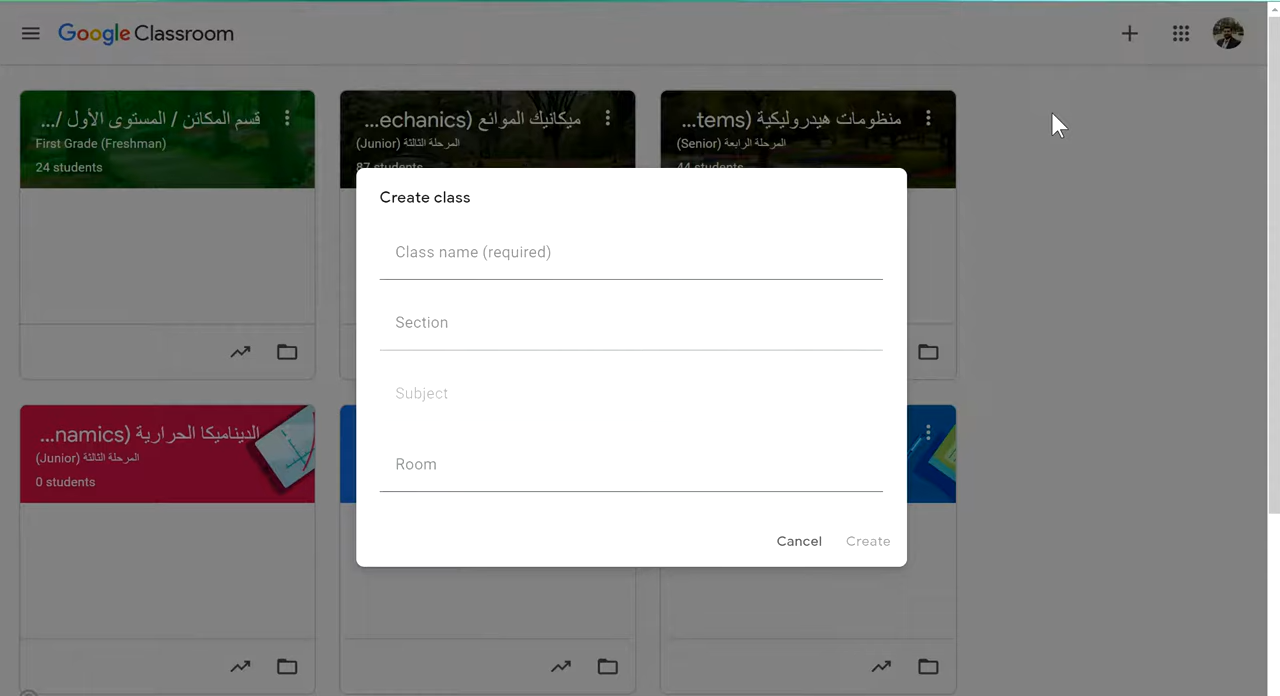 Google Classroom
قسم المكائن / المستوى الأول /...
First Grade (Freshman)
24 students
ميكانيك الموائع (echanics...
(Junior) المرحلة الثالثة
87 students
منظومات هيدروليكية (tems...
(Senior) المرحلة الرابعة
44 students
Create class
Class name (required)
Section
Subject
Room
Cancel
Create
الديناميكا الحرارية (namics...
(Junior) المرحلة الثالثة
0 students